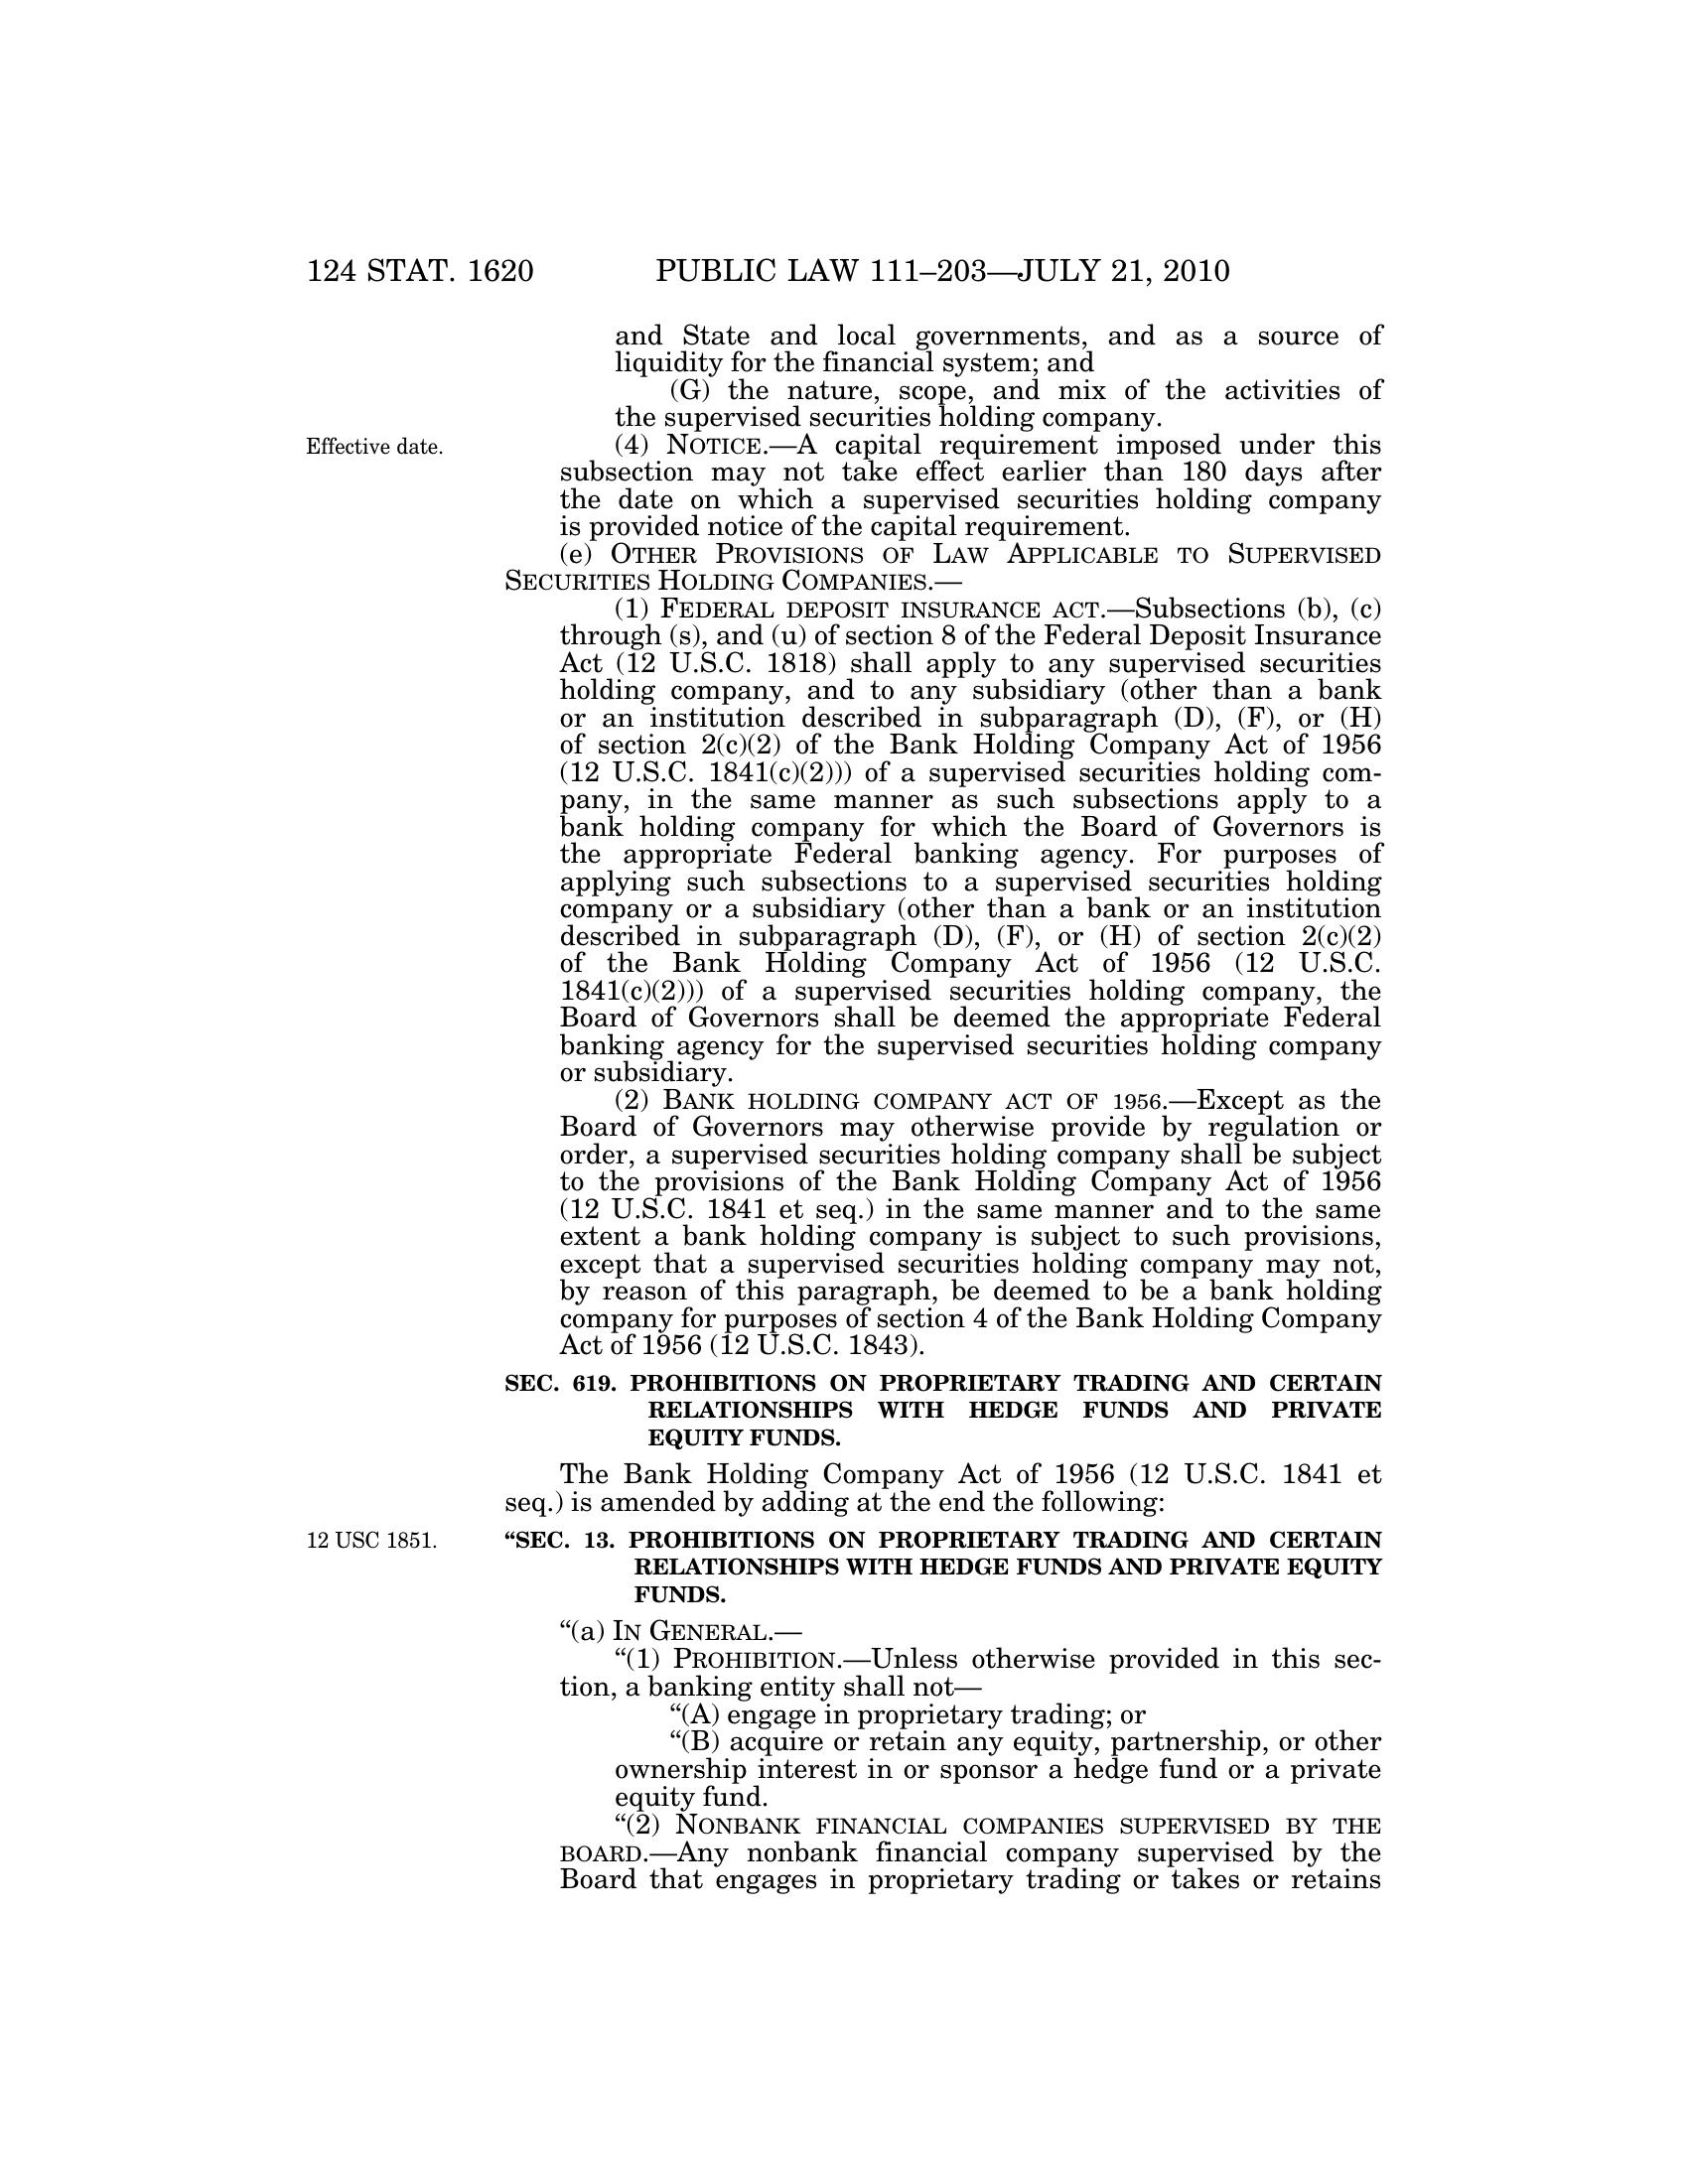 124 STAT. 1620 PUBLIC LAW 111–203—JULY 21, 2010
and State and local governments, and as a source of
liquidity for the financial system; and
(G) the nature, scope, and mix of the activities of
the supervised securities holding company.
Effective date.
(4) NOTICE.—A capital requirement imposed under this
subsection may not take effect earlier than 180 days after
the date on which a supervised securities holding company
is provided notice of the capital requirement.
(e) OTHER PROVISIONS OF LAW APPLICABLE TO SUPERVISED
SECURITIES HOLDING COMPANIES.—
(1) FEDERAL DEPOSIT INSURANCE ACT.—Subsections (b), (c)
through (s), and (u) of section 8 of the Federal Deposit Insurance
Act (12 U.S.C. 1818) shall apply to any supervised securities
holding company, and to any subsidiary (other than a bank
or an institution described in subparagraph (D), (F), or (H)
of section 2(c)(2) of the Bank Holding Company Act of 1956
(12 U.S.C. 1841(c)(2))) of a supervised securities holding com-
pany, in the same manner as such subsections apply to a
bank holding company for which the Board of Governors is
the appropriate Federal banking agency. For purposes of
applying such subsections to a supervised securities holding
company or a subsidiary (other than a bank or an institution
described in subparagraph (D), (F), or (H) of section 2(c)(2)
of the Bank Holding Company Act of 1956 (12 U.S.C.
1841(c)(2))) of a supervised securities holding company, the
Board of Governors shall be deemed the appropriate Federal
banking agency for the supervised securities holding company
or subsidiary.
(2) BANK HOLDING COMPANY ACT OF 1956.—Except as the
Board of Governors may otherwise provide by regulation or
order, a supervised securities holding company shall be subject
to the provisions of the Bank Holding Company Act of 1956
(12 U.S.C. 1841 et seq.) in the same manner and to the same
extent a bank holding company is subject to such provisions,
except that a supervised securities holding company may not,
by reason of this paragraph, be deemed to be a bank holding
company for purposes of section 4 of the Bank Holding Company
Act of 1956 (12 U.S.C. 1843).
SEC. 619. PROHIBITIONS ON PROPRIETARY TRADING AND CERTAIN
RELATIONSHIPS WITH HEDGE FUNDS AND PRIVATE
EQUITY FUNDS.
The Bank Holding Company Act of 1956 (12 U.S.C. 1841 et
seq.) is amended by adding at the end the following:
12 USC 1851.
“SEC. 13. PROHIBITIONS ON PROPRIETARY TRADING AND CERTAIN
RELATIONSHIPS WITH HEDGE FUNDS AND PRIVATE EQUITY
FUNDS.
“(a) IN GENERAL.—
“(1) PROHIBITION.—Unless otherwise provided in this sec-
tion, a banking entity shall not—
“(A) engage in proprietary trading; or
“(B) acquire or retain any equity, partnership, or other
ownership interest in or sponsor a hedge fund or a private
equity fund.
“(2) NONBANK FINANCIAL COMPANIES SUPERVISED BY THE
BOARD.—Any nonbank financial company supervised by the
Board that engages in proprietary trading or takes or retains